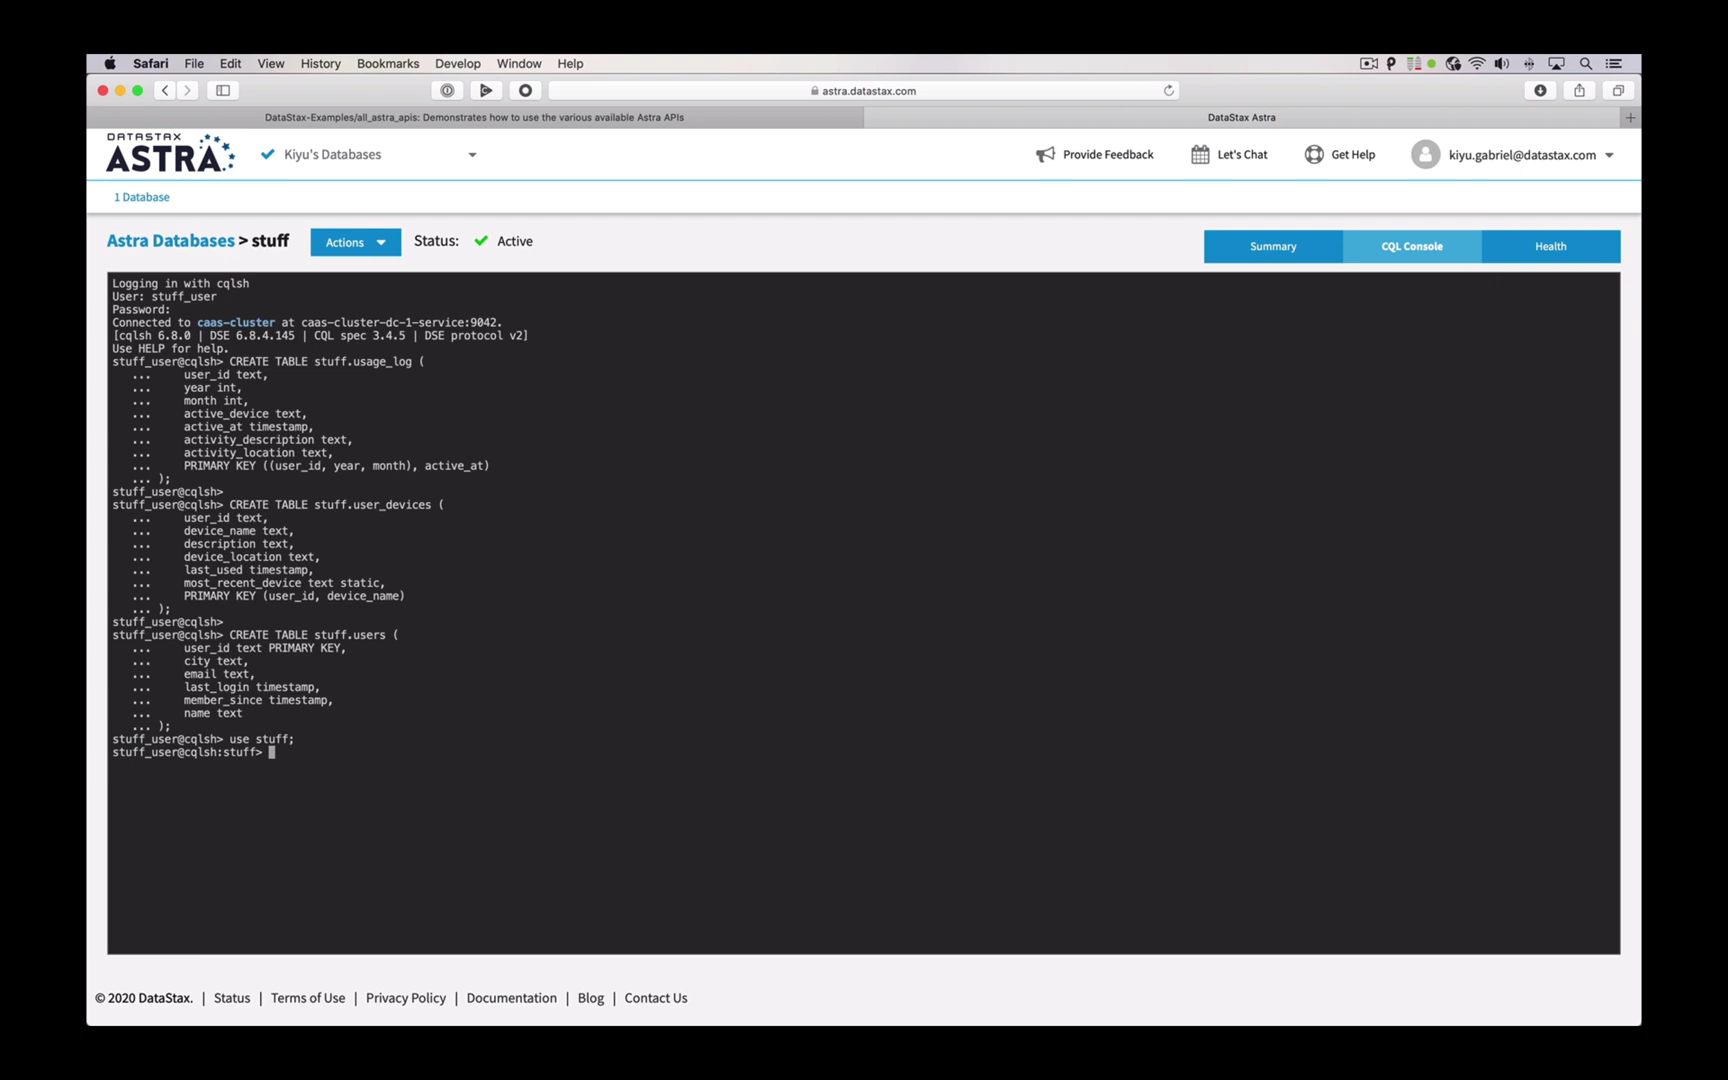 Safari File Edit View History Bookmarks Develop Window Help
astra.datastax.com
DataStax-Examples/all_astra_apis: Demonstrates how to use the various available Astra APIs
DataStax Astra
DATASTAX
ASTRA
Kiyu's Databases
Provide Feedback
Let's Chat
Get Help
kiyu.gabriel@datastax.com
1 Database
Astra Databases > stuff
Actions
Status: Active
Summary
CQL Console
Health
Logging in with cqlsh
User: stuff_user
Password:
Connected to caas-cluster at caas-cluster-dc-1-service:9042.
[cqlsh 6.8.0 | DSE 6.8.4.145 | CQL spec 3.4.5 | DSE protocol v2]
Use HELP for help.
stuff_user@cqlsh> CREATE TABLE stuff.usage_log (
... user_id text,
... year int,
... month int,
... active_device text,
... active_at timestamp,
... activity_description text,
... activity_location text,
... PRIMARY KEY ((user_id, year, month), active_at)
... );
stuff_user@cqlsh>
stuff_user@cqlsh> CREATE TABLE stuff.user_devices (
... user_id text,
... device_name text,
... description text,
... device_location text,
... last_used timestamp,
... most_recent_device text static,
... PRIMARY KEY (user_id, device_name)
... );
stuff_user@cqlsh>
stuff_user@cqlsh> CREATE TABLE stuff.users (
... user_id text PRIMARY KEY,
... city text,
... email text,
... last_login timestamp,
... member_since timestamp,
... name text
... );
stuff_user@cqlsh> use stuff;
stuff_user@cqlsh:stuff>
© 2020 DataStax. | Status | Terms of Use | Privacy Policy | Documentation | Blog | Contact Us